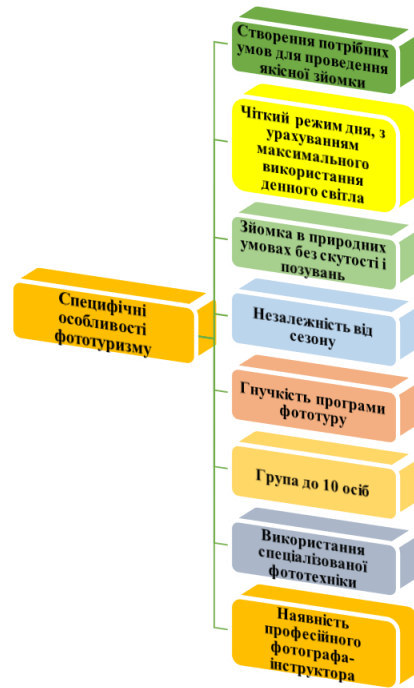 Специфічні
особливості
фототуризму
Створення потрібних
умов для проведення
якісної зйомки
Чіткий режим дня, з
урахуванням
максимального
використання
денного світла
Зйомка в природних
умовах без скутості і
позувань
Незалежність від
сезону
Гнучкість програми
фототуру
Група до 10 осіб
Використання
спеціалізованої
фототехніки
Наявність
професійного
фотографа-
інструктора